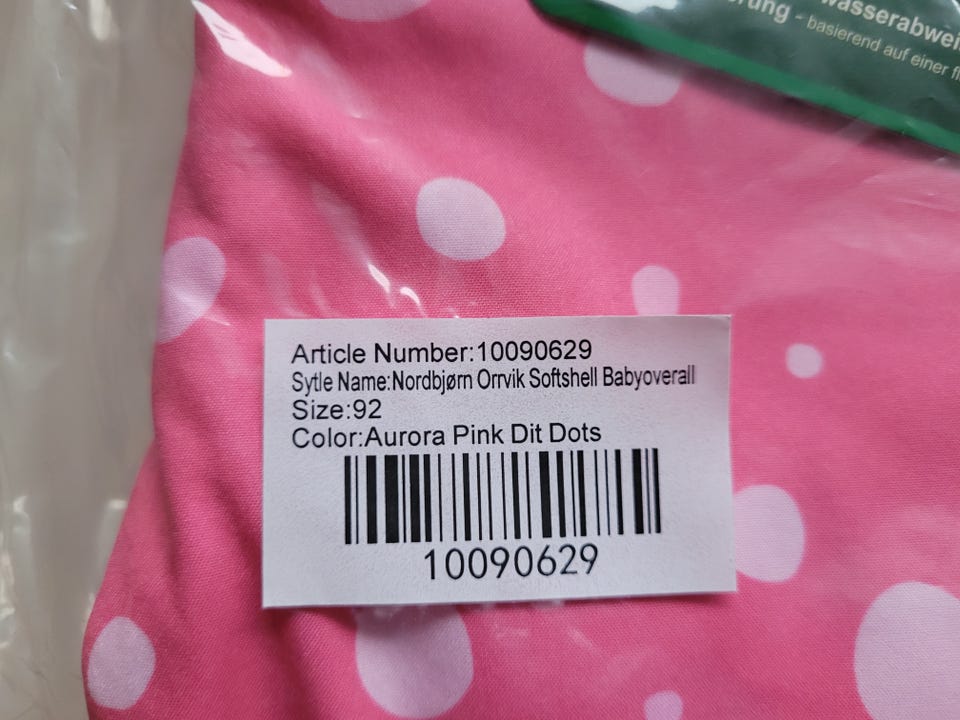 wasserabwei
rung - basierend auf einer
Article Number:10090629
Sytle Name:Nordbjørn Orrvik Softshell Babyoverall
Size:92
Color:Aurora Pink Dit Dots
10090629